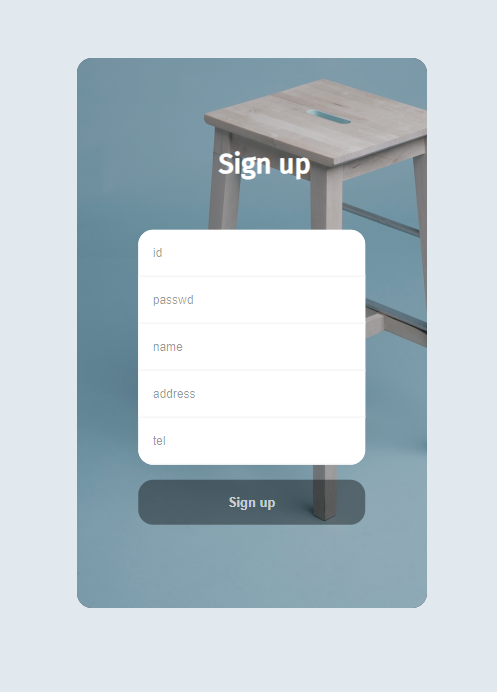 Sign up
id
passwd
name
address
tel
Sign up